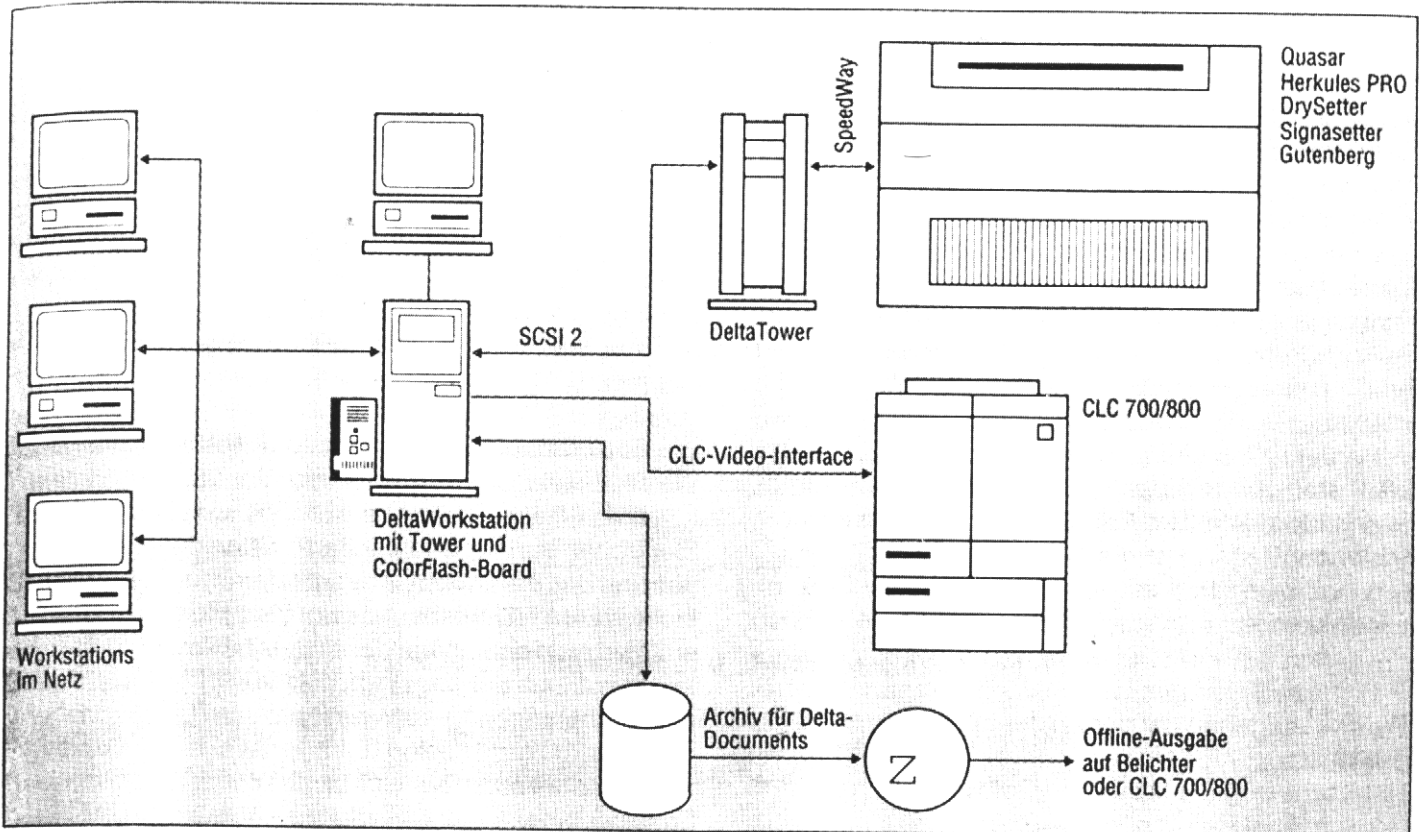 Quasar
Herkules PRO
DrySetter
Signasetter
Gutenberg
SpeedWay
DeltaTower
SCSI 2
CLC 700/800
CLC-Video-Interface
DeltaWorkstation
mit Tower und
ColorFlash-Board
Workstations
im Netz
Archiv für Delta-
Documents
Z
Offline-Ausgabe
auf Belichter
oder CLC 700/800